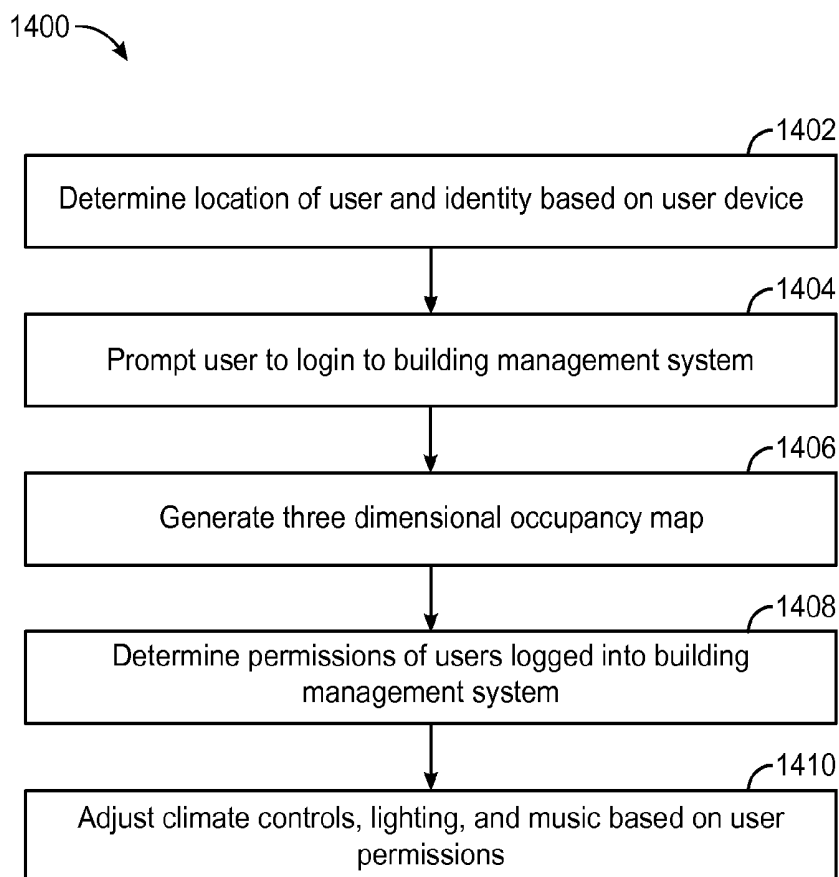 1400
1402
Determine location of user and identity based on user device
1404
Prompt user to login to building management system
1406
Generate three dimensional occupancy map
1408
Determine permissions of users logged into building
management system
1410
Adjust climate controls, lighting, and music based on user
permissions